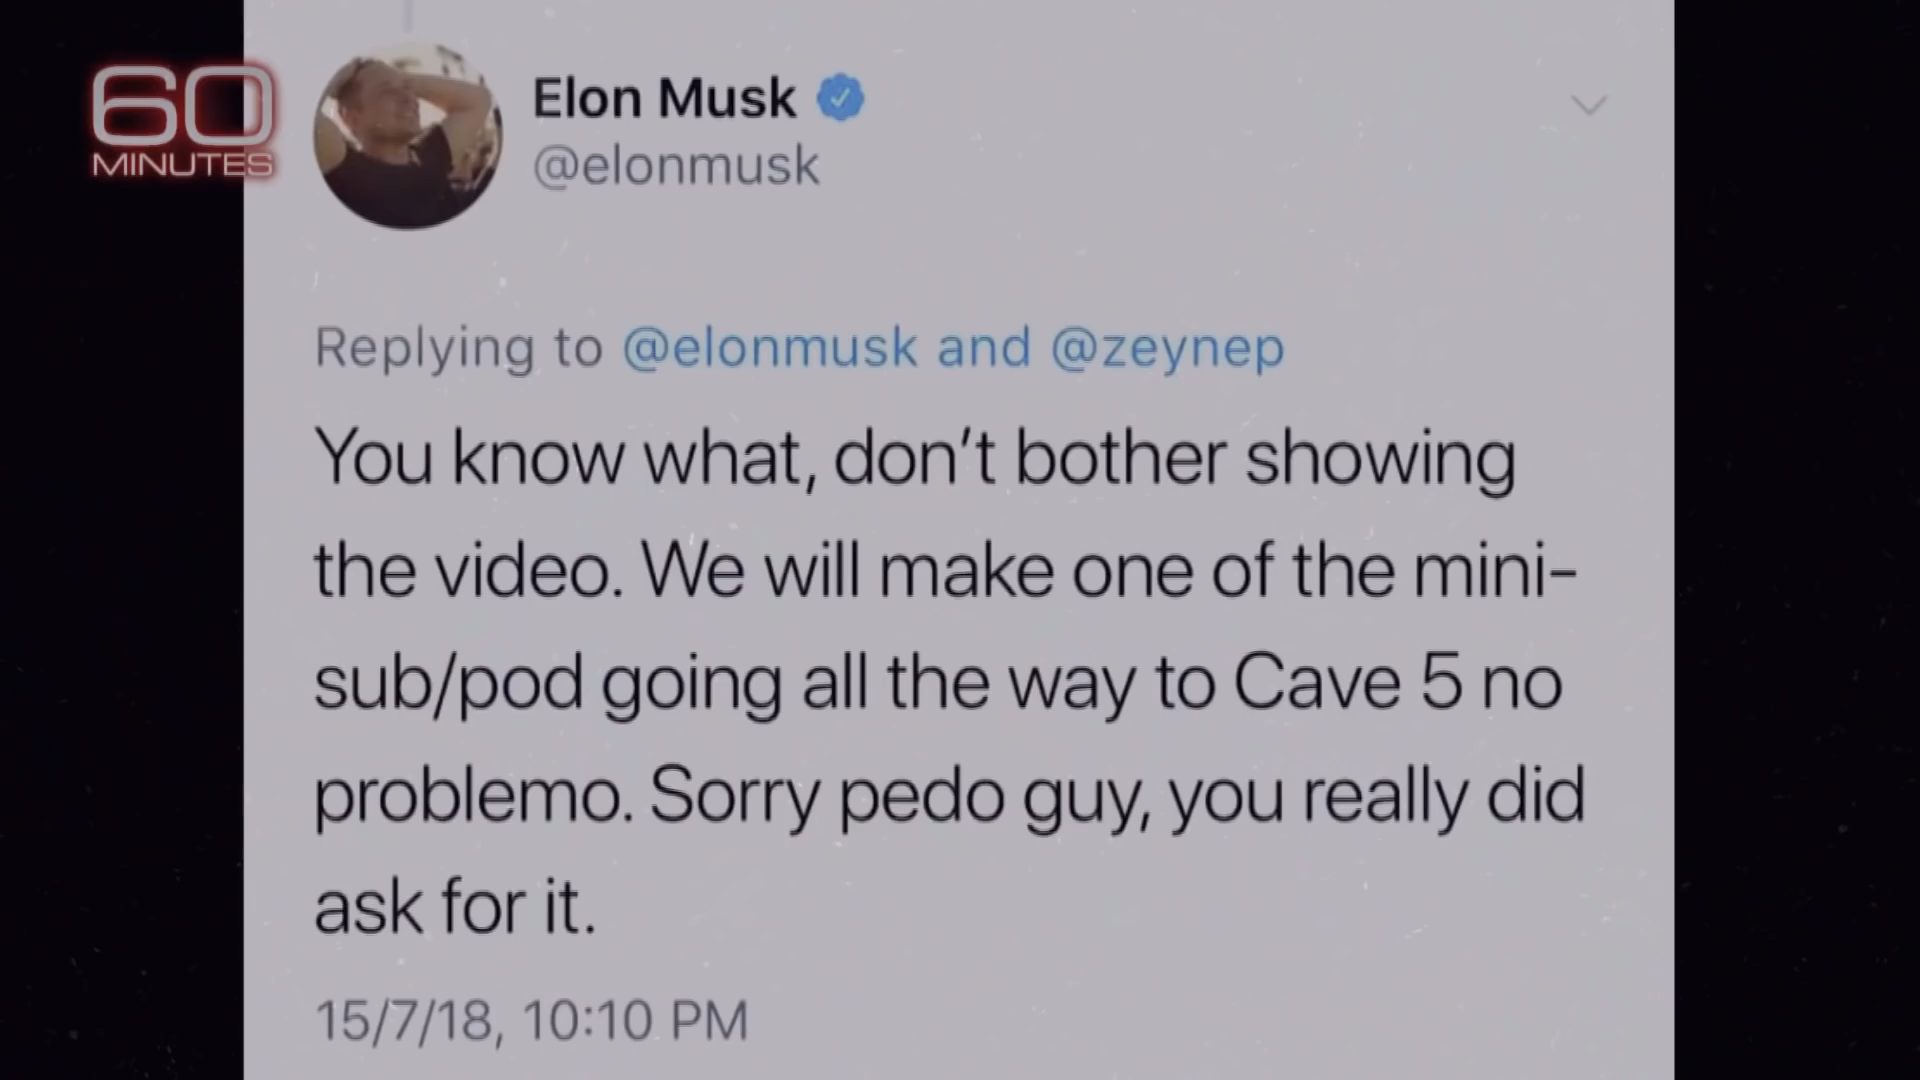 60
MINUTES
Elon Musk
@elonmusk
Replying to @elonmusk and @zeynep
You know what, don’t bother showing
the video. We will make one of the mini-
sub/pod going all the way to Cave 5 no
problemo. Sorry pedo guy, you really did
ask for it.
15/7/18, 10:10 PM